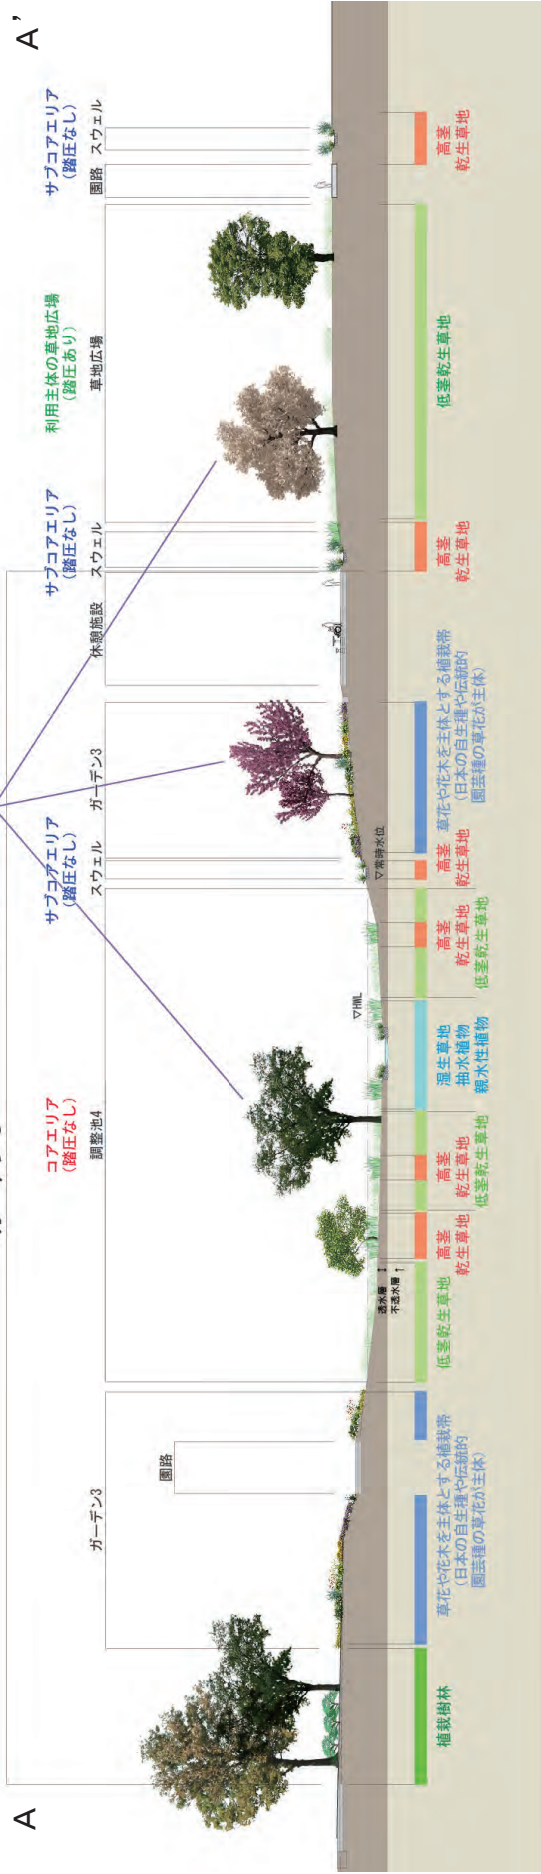 A
A’
コアエリア
（踏圧なし）
サブコアエリア
（踏圧なし）
サブコアエリア
（踏圧なし）
利用主体の草地広場
（踏圧あり）
サブコアエリア
（踏圧なし）
ガーデン3
園路
調整池4
スウェル
ガーデン3
休憩施設
スウェル
草地広場
園路
スウェル
▽HWL
▽常時水位
透水層
不透水層
植栽樹林
草花や花木を主体とする植栽帯
（日本の自生種や伝統的
園芸種の草花が主体）
低茎乾生草地
高茎
乾生草地
高茎
乾生草地
低茎乾生草地
湿生草地
抽水植物
親水性植物
高茎
乾生草地
低茎乾生草地
高茎
乾生草地
草花や花木を主体とする植栽帯
（日本の自生種や伝統的
園芸種の草花が主体）
高茎
乾生草地
低茎乾生草地
高茎
乾生草地